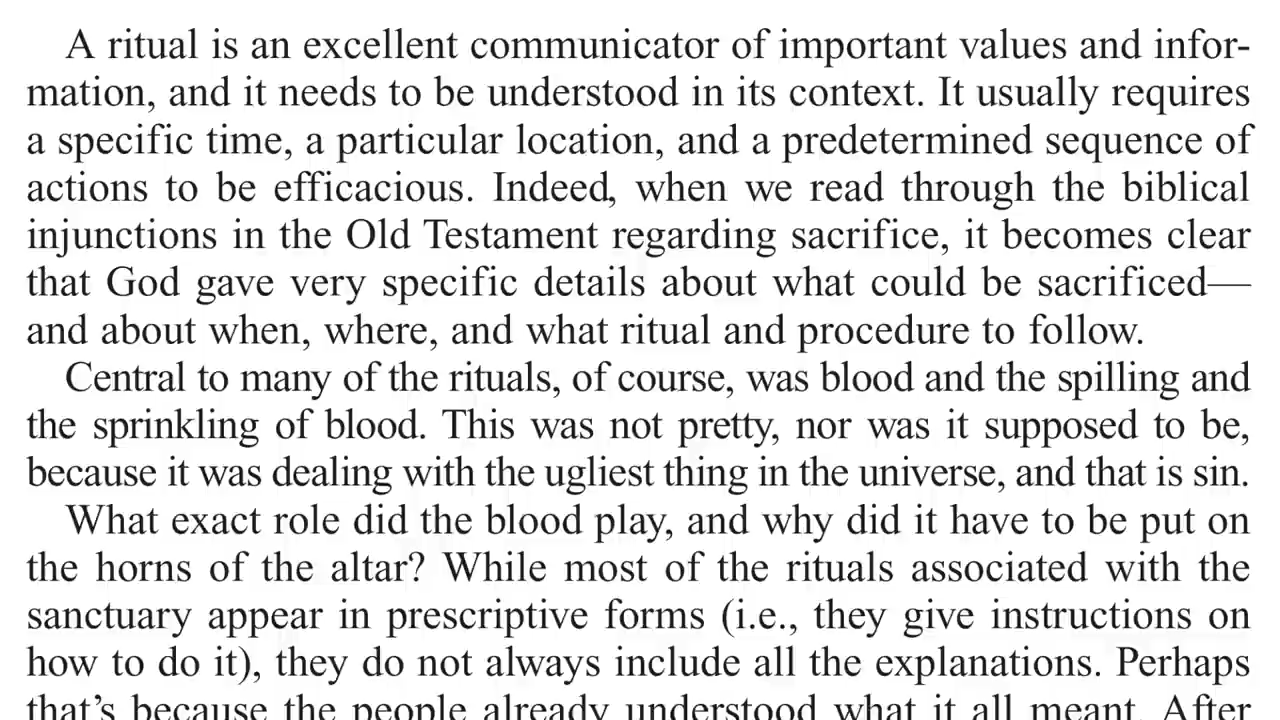 A ritual is an excellent communicator of important values and infor-
mation, and it needs to be understood in its context. It usually requires
a specific time, a particular location, and a predetermined sequence of
actions to be efficacious. Indeed, when we read through the biblical
injunctions in the Old Testament regarding sacrifice, it becomes clear
that God gave very specific details about what could be sacrificed—
and about when, where, and what ritual and procedure to follow.
Central to many of the rituals, of course, was blood and the spilling and
the sprinkling of blood. This was not pretty, nor was it supposed to be,
because it was dealing with the ugliest thing in the universe, and that is sin.
What exact role did the blood play, and why did it have to be put on
the horns of the altar? While most of the rituals associated with the
sanctuary appear in prescriptive forms (i.e., they give instructions on
how to do it), they do not always include all the explanations. Perhaps
that’s because the people already understood what it all meant. After